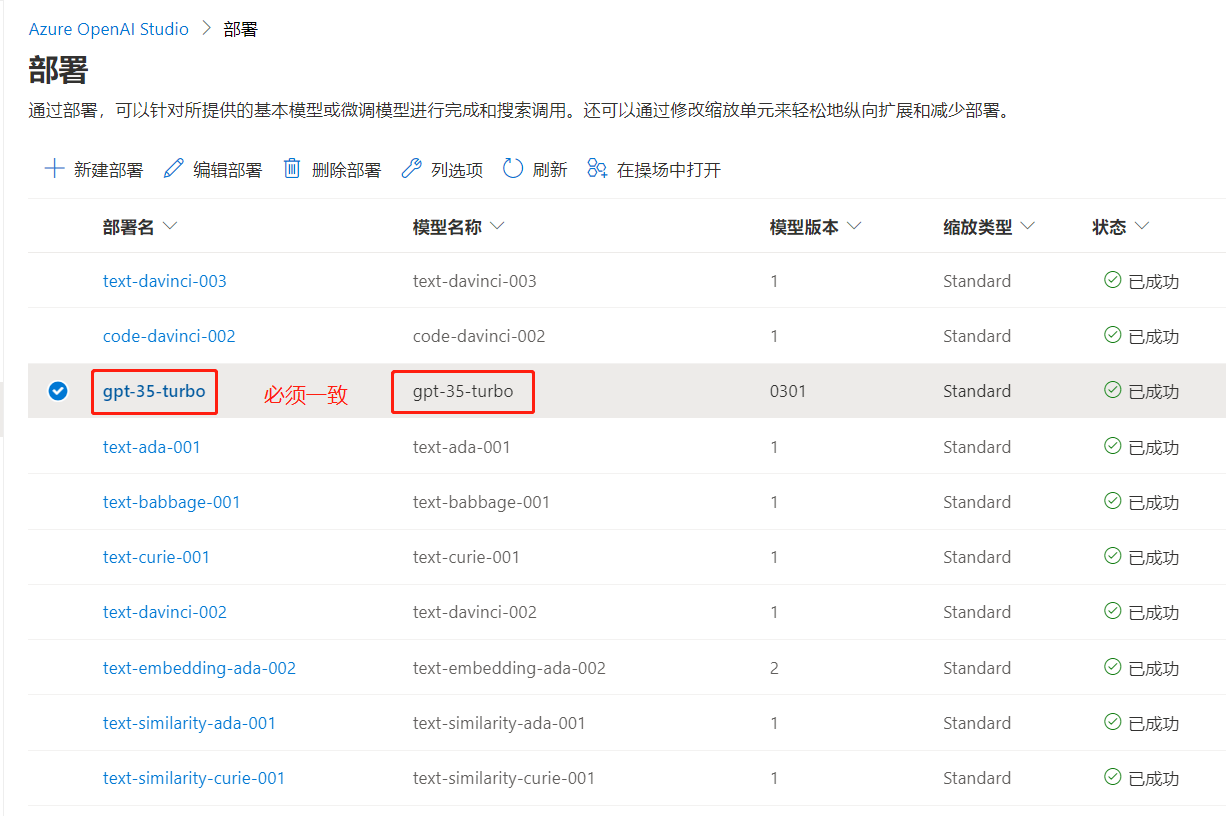 Azure OpenAI Studio > 部署
部署
通过部署，可以针对所提供的基本模型或微调模型进行完成和搜索调用。还可以通过修改缩放单元来轻松地纵向扩展和减少部署。
新建部署 编辑部署 删除部署 列选项 刷新 在操场中打开
部署名 模型名称 模型版本 缩放类型 状态
text-davinci-003 text-davinci-003 1 Standard 已成功
code-davinci-002 code-davinci-002 1 Standard 已成功
gpt-35-turbo 必须一致 gpt-35-turbo 0301 Standard 已成功
text-ada-001 text-ada-001 1 Standard 已成功
text-babbage-001 text-babbage-001 1 Standard 已成功
text-curie-001 text-curie-001 1 Standard 已成功
text-davinci-002 text-davinci-002 1 Standard 已成功
text-embedding-ada-002 text-embedding-ada-002 2 Standard 已成功
text-similarity-ada-001 text-similarity-ada-001 1 Standard 已成功
text-similarity-curie-001 text-similarity-curie-001 1 Standard 已成功